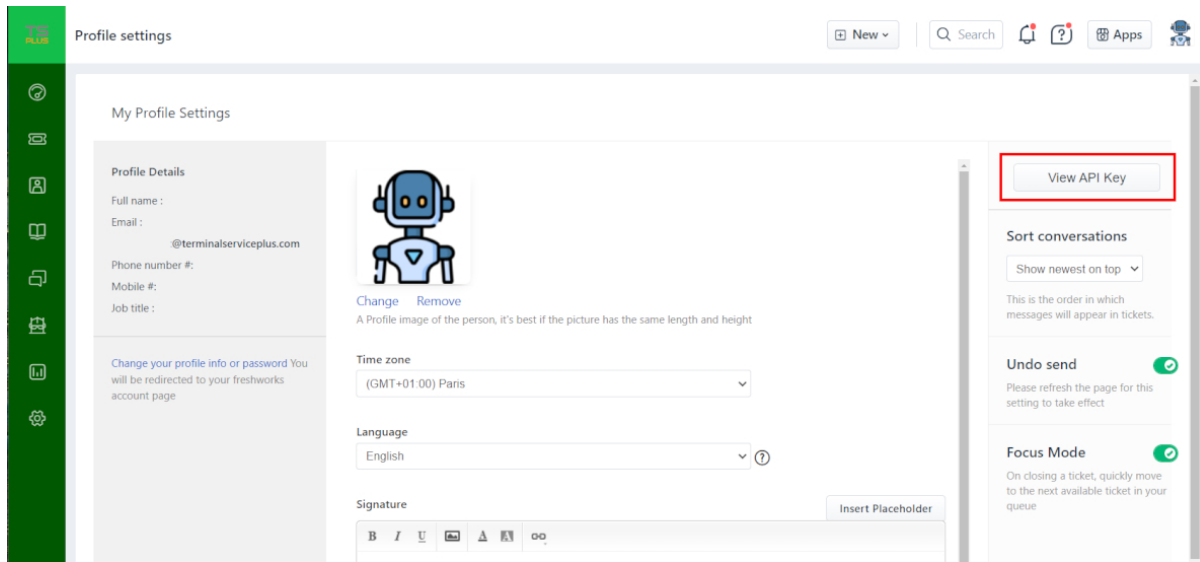 TS
PLUS
Profile settings
New
Search
Apps
My Profile Settings
Profile Details
Full name :
Email :
@terminalserviceplus.com
Phone number #:
Mobile #:
Job title :
Change your profile info or password You
will be redirected to your freshworks
account page
Change Remove
A Profile image of the person, it's best if the picture has the same length and height
Time zone
(GMT+01:00) Paris
Language
English
?
Signature
Insert Placeholder
B I U A A
View API Key
Sort conversations
Show newest on top
This is the order in which
messages will appear in tickets.
Undo send
Please refresh the page for this
setting to take effect
Focus Mode
On closing a ticket, quickly move
to the next available ticket in your
queue